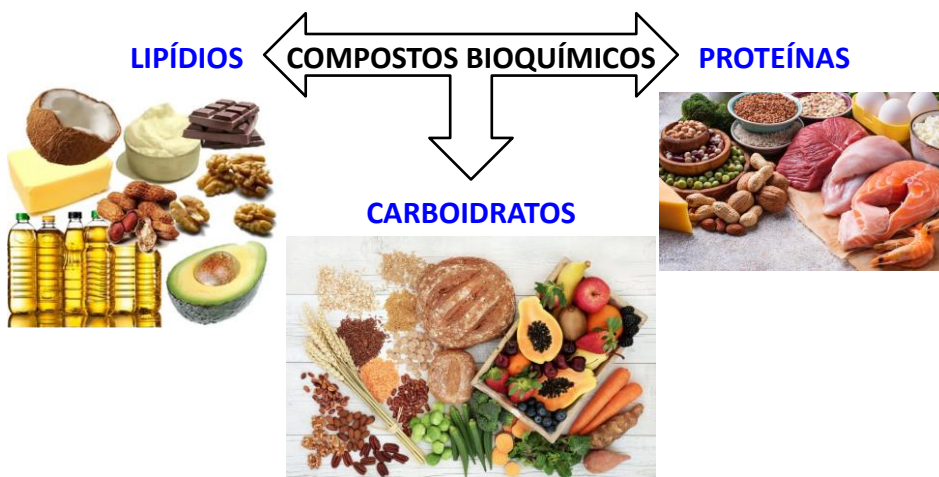 LIPÍDIOS
COMPOSTOS BIOQUÍMICOS
PROTEÍNAS
CARBOIDRATOS